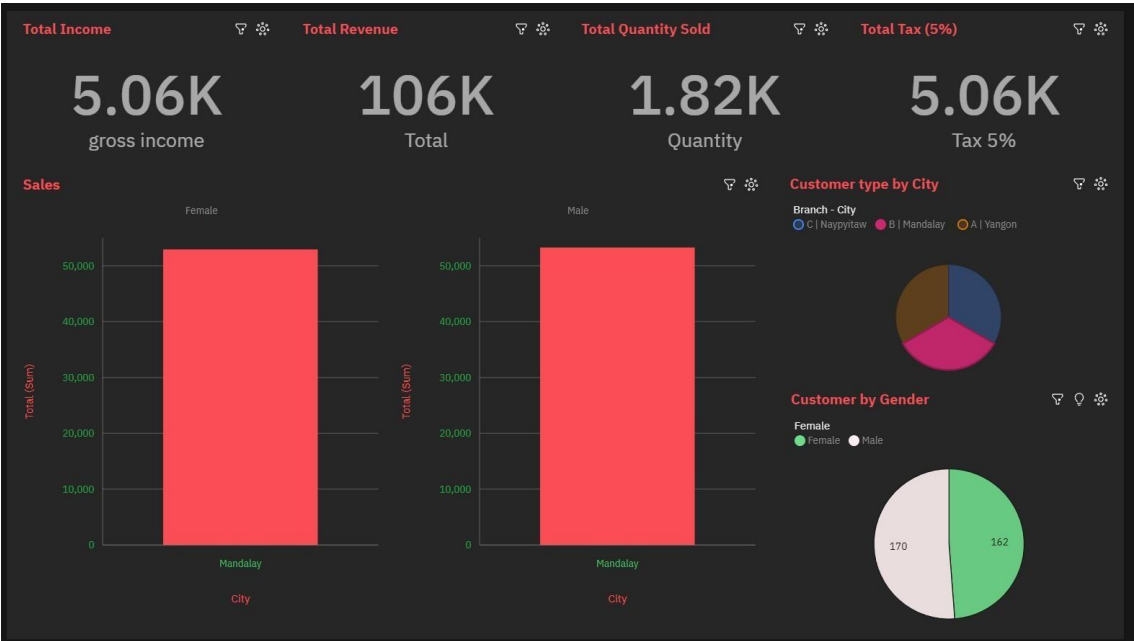 Total Income
Total Revenue
Total Quantity Sold
Total Tax (5%)
5.06K
106K
1.82K
5.06K
gross income
Total
Quantity
Tax 5%
Sales
Female
Male
Total (Sum)
50,000
40,000
30,000
20,000
10,000
0
Mandalay
City
Total (Sum)
50,000
40,000
30,000
20,000
10,000
0
Mandalay
City
Customer type by City
Branch - City
C | Naypyitaw B | Mandalay A | Yangon
Customer by Gender
Female
Female Male
170
162